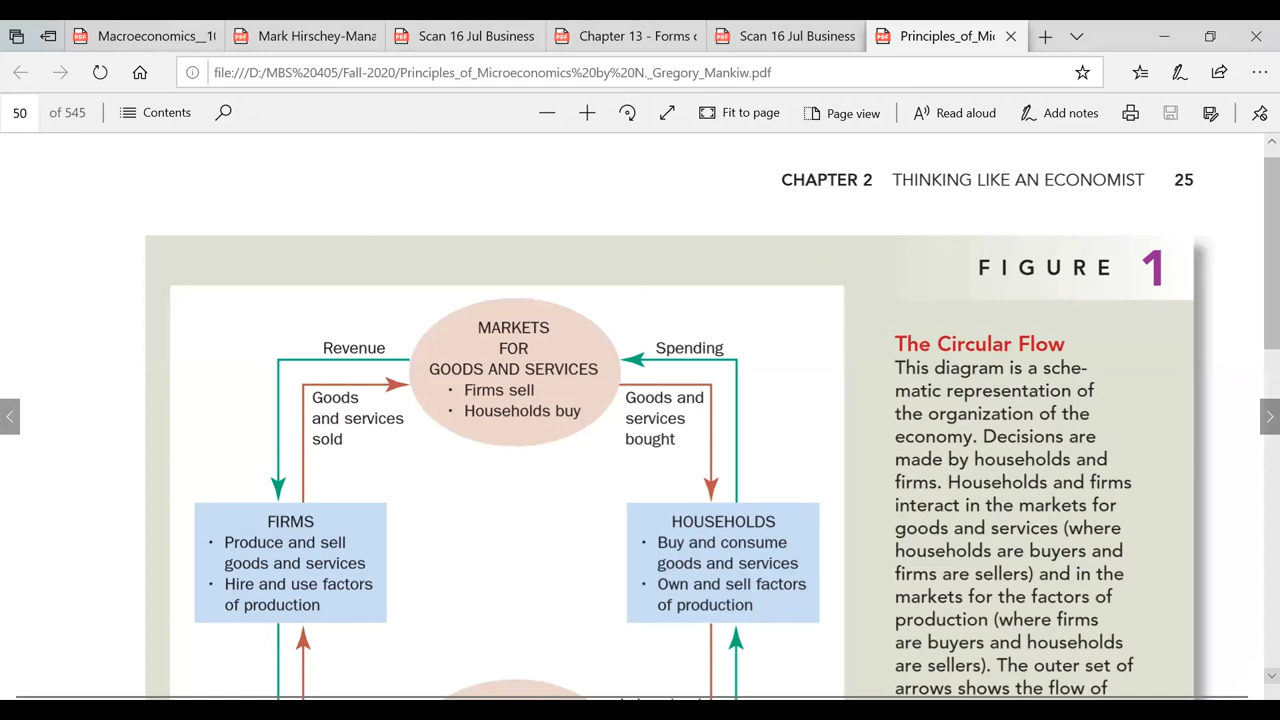 Macroeconomics__1(
Mark Hirschey-Mana
Scan 16 Jul Business
Chapter 13 - Forms c
Scan 16 Jul Business
Principles_of_Mi
file:///D:/MBS%20405/Fall-2020/Principles_of_Microeconomics%20by%20N._Gregory_Mankiw.pdf
50 of 545
Contents
Fit to page
Page view
Read aloud
Add notes
CHAPTER 2 THINKING LIKE AN ECONOMIST 25
FIGURE 1
MARKETS
FOR
GOODS AND SERVICES
• Firms sell
• Households buy
Revenue
Spending
Goods
and services
sold
Goods and
services
bought
FIRMS
• Produce and sell
goods and services
• Hire and use factors
of production
HOUSEHOLDS
• Buy and consume
goods and services
• Own and sell factors
of production
The Circular Flow
This diagram is a sche-
matic representation of
the organization of the
economy. Decisions are
made by households and
firms. Households and firms
interact in the markets for
goods and services (where
households are buyers and
firms are sellers) and in the
markets for the factors of
production (where firms
are buyers and households
are sellers). The outer set of
arrows shows the flow of